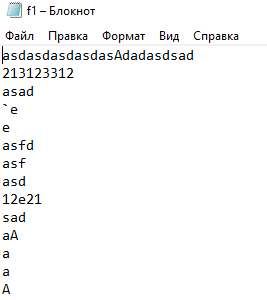 f1 – Блокнот
Файл Правка Формат Вид Справка
asdasdasdasdasAdadasdsad
213123312
asad
`e
e
asfd
asf
asd
12e21
sad
aA
a
a
A